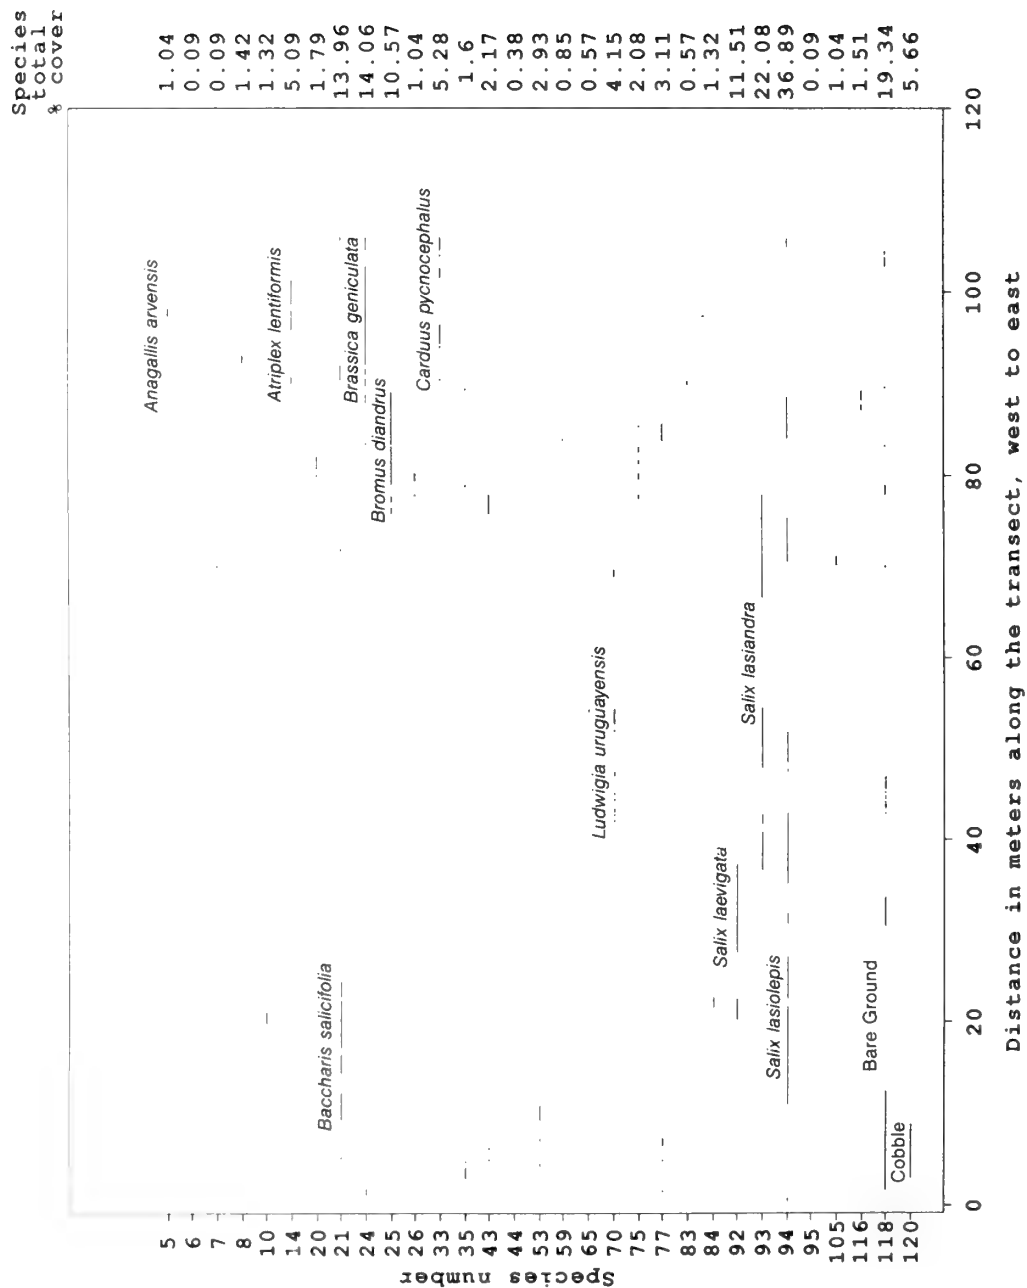 Species
total
% cover
5 Anagallis arvensis 1.04
6 0.09
7 0.09
8 1.42
10 1.32
14 Atriplex lentiformis 5.09
20 1.79
21 Baccharis salicifolia 13.96
24 Brassica geniculata 14.06
25 Bromus diandrus 10.57
26 1.04
33 Carduus pycnocephalus 5.28
35 1.6
43 2.17
44 0.38
53 2.93
59 0.85
65 0.57
70 Ludwigia uruguayensis 4.15
75 2.08
77 3.11
83 0.57
84 1.32
92 Salix laevigata 11.51
93 Salix lasiandra 22.08
94 Salix lasiolepis 36.89
95 0.09
105 1.04
116 1.51
118 Bare Ground 19.34
120 Cobble 5.66
Species number
0 20 40 60 80 100 120
Distance in meters along the transect, west to east